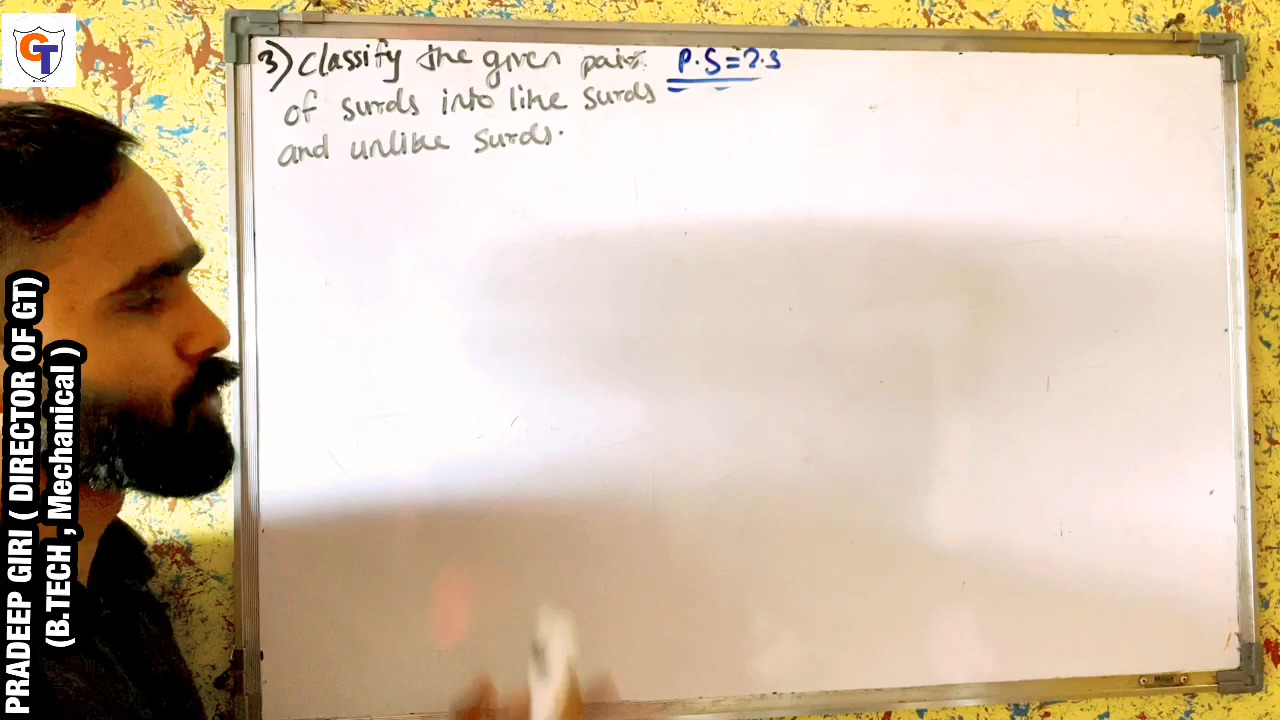 GT
3) Classify the given pair P.S = 2.3
of surds into like surds
and unlike surds.
PRADEEP GIRI ( DIRECTOR OF GT)
(B.TECH , Mechanical )